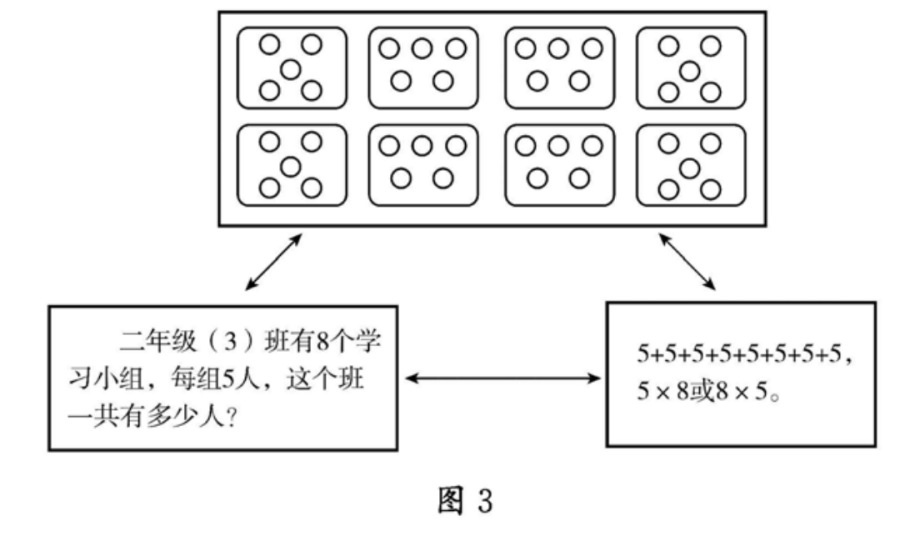 二年级（3）班有8个学
习小组，每组5人，这个班
一共有多少人？
5+5+5+5+5+5+5+5，
5×8或8×5。
图 3